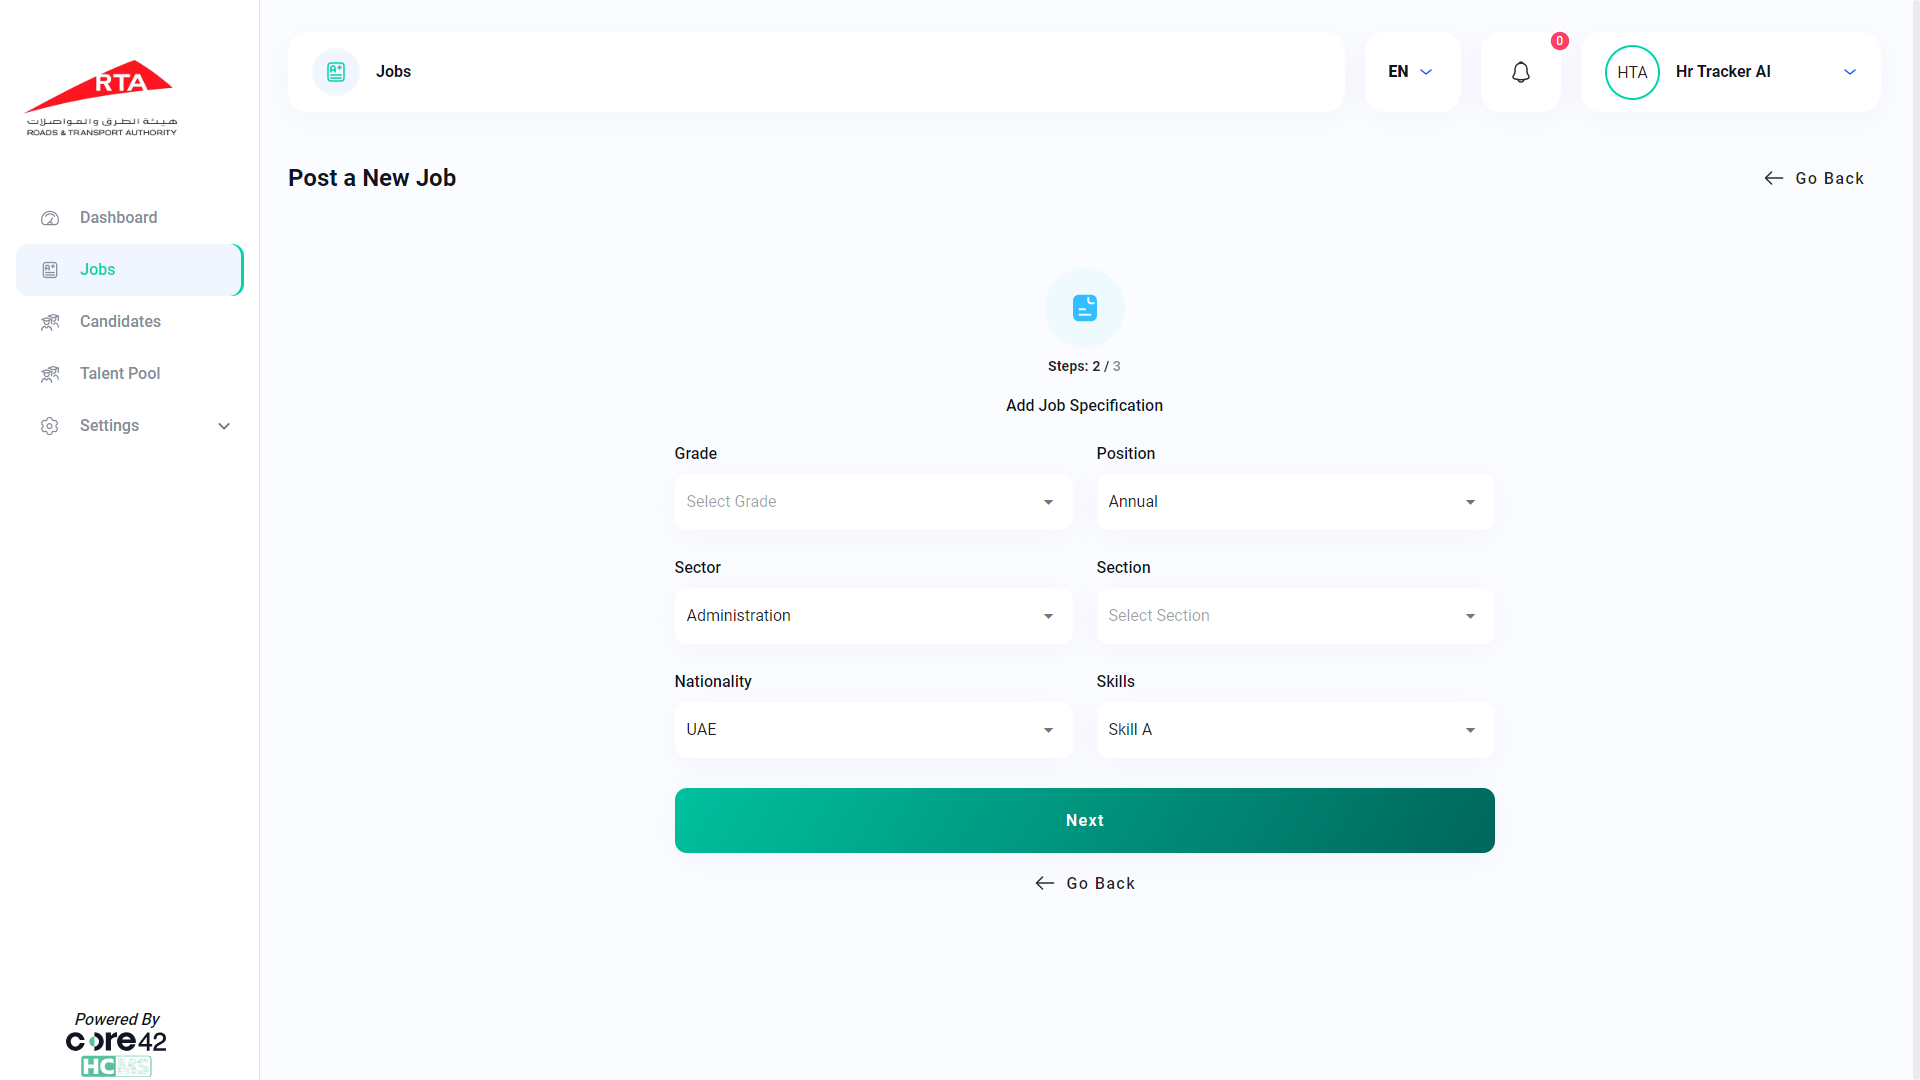 RTA
هيئة الطرق والمواصلات
ROADS & TRANSPORT AUTHORITY
Dashboard
Jobs
Candidates
Talent Pool
Settings
Powered By
core42
HCMS
Jobs
EN
0
HTA
Hr Tracker AI
Post a New Job
Go Back
Steps: 2 / 3
Add Job Specification
Grade
Position
Select Grade
Annual
Sector
Section
Administration
Select Section
Nationality
Skills
UAE
Skill A
Next
Go Back